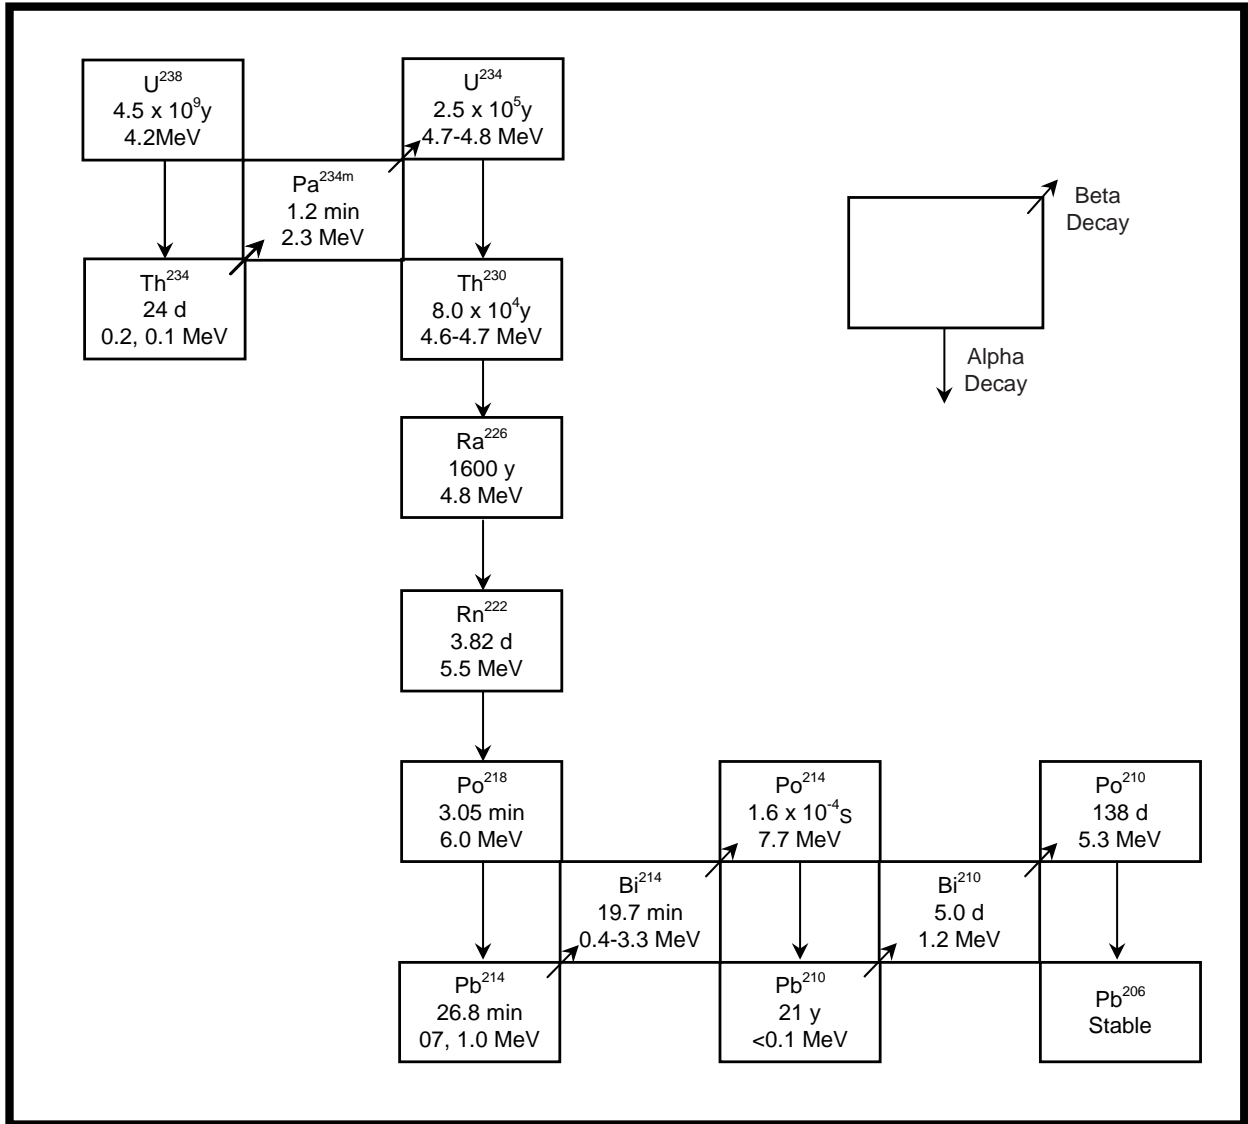 U²³⁸
4.5 x 10⁹y
4.2MeV
U²³⁴
2.5 x 10⁵y
4.7-4.8 MeV
Pa²³⁴ᵐ
1.2 min
2.3 MeV
Th²³⁴
24 d
0.2, 0.1 MeV
Th²³⁰
8.0 x 10⁴y
4.6-4.7 MeV
Beta
Decay
Alpha
Decay
Ra²²⁶
1600 y
4.8 MeV
Rn²²²
3.82 d
5.5 MeV
Po²¹⁸
3.05 min
6.0 MeV
Po²¹⁴
1.6 x 10⁻⁴S
7.7 MeV
Po²¹⁰
138 d
5.3 MeV
Bi²¹⁴
19.7 min
0.4-3.3 MeV
Bi²¹⁰
5.0 d
1.2 MeV
Pb²¹⁴
26.8 min
07, 1.0 MeV
Pb²¹⁰
21 y
<0.1 MeV
Pb²⁰⁶
Stable